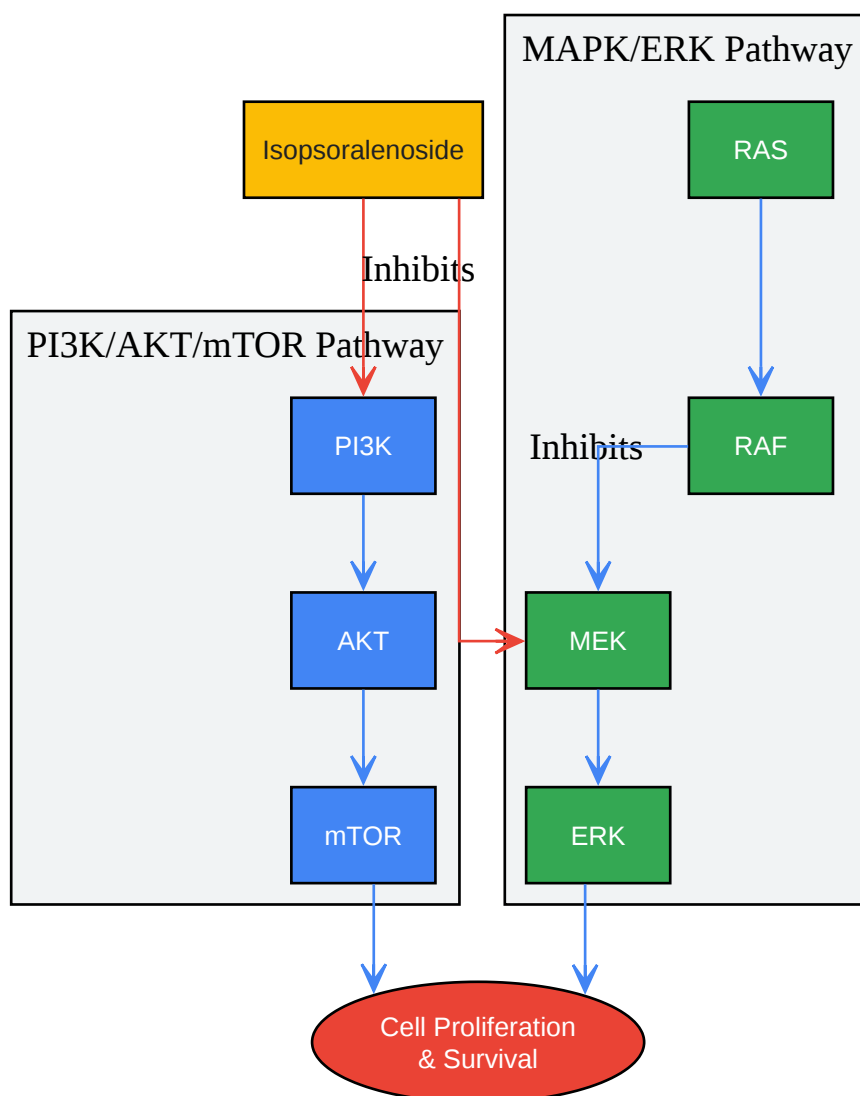 MAPK/ERK Pathway
Isopsoralenoside
RAS
Inhibits
PI3K/AKT/mTOR Pathway
PI3K
Inhibits
RAF
AKT
MEK
mTOR
ERK
Cell Proliferation
& Survival